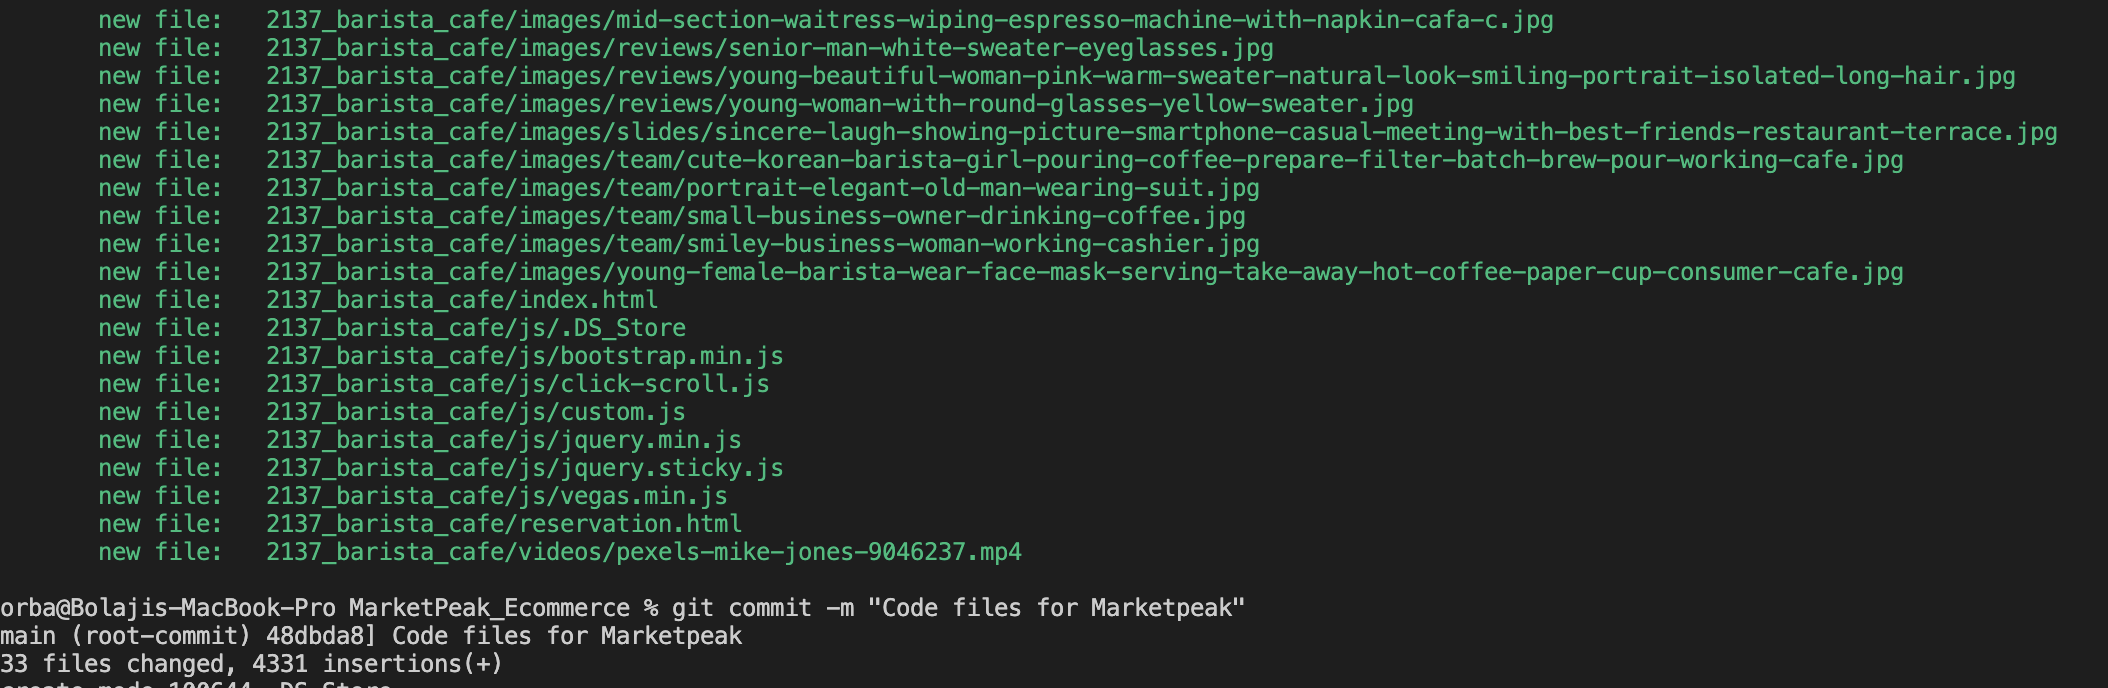 new file:   2137_barista_cafe/images/mid-section-waitress-wiping-espresso-machine-with-napkin-cafa-c.jpg
new file:   2137_barista_cafe/images/reviews/senior-man-white-sweater-eyeglasses.jpg
new file:   2137_barista_cafe/images/reviews/young-beautiful-woman-pink-warm-sweater-natural-look-smiling-portrait-isolated-long-hair.jpg
new file:   2137_barista_cafe/images/reviews/young-woman-with-round-glasses-yellow-sweater.jpg
new file:   2137_barista_cafe/images/slides/sincere-laugh-showing-picture-smartphone-casual-meeting-with-best-friends-restaurant-terrace.jpg
new file:   2137_barista_cafe/images/team/cute-korean-barista-girl-pouring-coffee-prepare-filter-batch-brew-pour-working-cafe.jpg
new file:   2137_barista_cafe/images/team/portrait-elegant-old-man-wearing-suit.jpg
new file:   2137_barista_cafe/images/team/small-business-owner-drinking-coffee.jpg
new file:   2137_barista_cafe/images/team/smiley-business-woman-working-cashier.jpg
new file:   2137_barista_cafe/images/young-female-barista-wear-face-mask-serving-take-away-hot-coffee-paper-cup-consumer-cafe.jpg
new file:   2137_barista_cafe/index.html
new file:   2137_barista_cafe/js/.DS_Store
new file:   2137_barista_cafe/js/bootstrap.min.js
new file:   2137_barista_cafe/js/click-scroll.js
new file:   2137_barista_cafe/js/custom.js
new file:   2137_barista_cafe/js/jquery.min.js
new file:   2137_barista_cafe/js/jquery.sticky.js
new file:   2137_barista_cafe/js/vegas.min.js
new file:   2137_barista_cafe/reservation.html
new file:   2137_barista_cafe/videos/pexels-mike-jones-9046237.mp4
orba@Bolajis-MacBook-Pro MarketPeak_Ecommerce % git commit -m "Code files for Marketpeak"
main (root-commit) 48dbda8] Code files for Marketpeak
33 files changed, 4331 insertions(+)
create mode 100644 .DS_Store